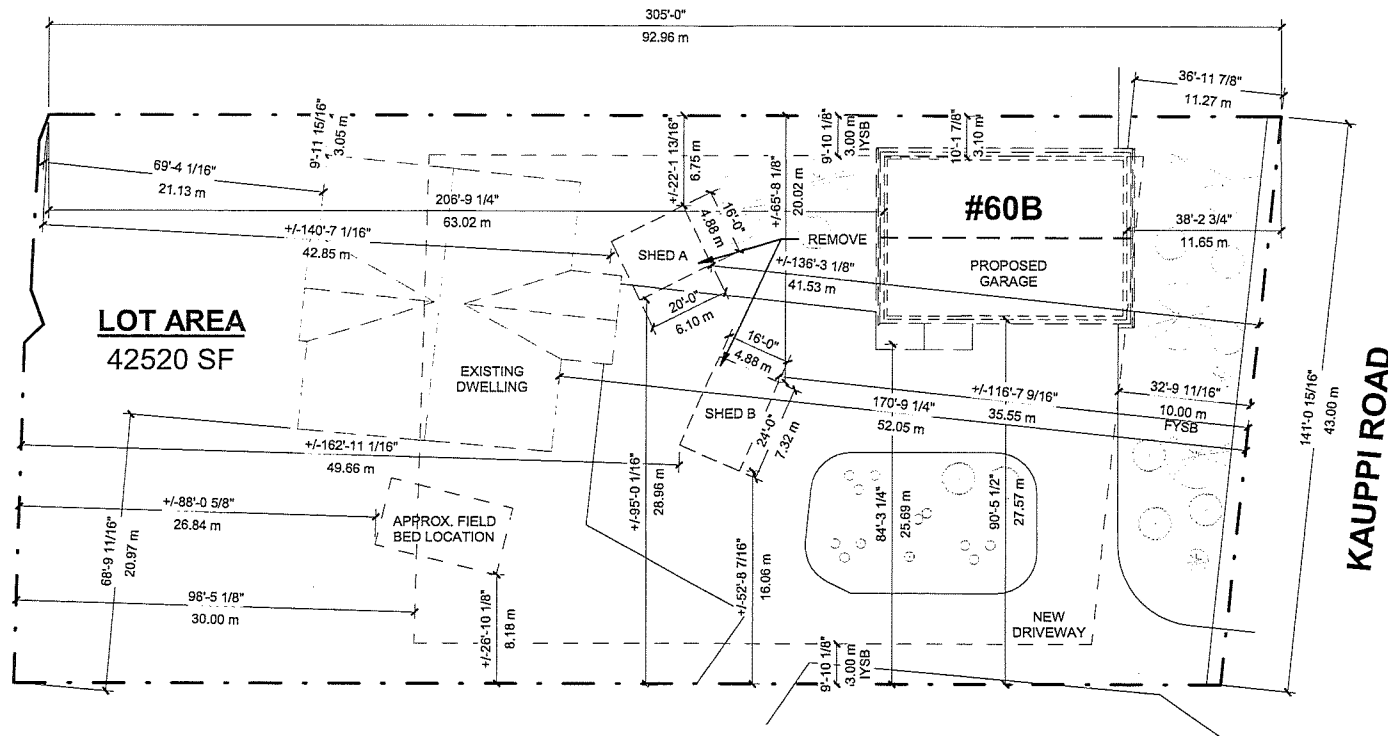 305'-0"
92.96 m
36'-11 7/8"
11.27 m
9'-11 15/16"
3.05 m
+/-22'-1 13/16"
6.75 m
9'-10 1/8"
3.00 m
IYSB
10'-1 7/8"
3.10 m
69'-4 1/16"
21.13 m
206'-9 1/4"
63.02 m
+/-65'-8 1/8"
20.02 m
16'-0"
4.88 m
#60B
+/-140'-7 1/16"
42.85 m
SHED A
REMOVE
38'-2 3/4"
11.65 m
+/-136'-3 1/8"
41.53 m
PROPOSED
GARAGE
20'-0"
6.10 m
LOT AREA
42520 SF
16'-0"
4.88 m
EXISTING
DWELLING
SHED B
24'-0"
7.32 m
+/-116'-7 9/16"
35.55 m
170'-9 1/4"
52.05 m
32'-9 11/16"
10.00 m
FYSB
141'-0 15/16"
43.00 m
KAUPPI ROAD
+/-162'-11 1/16"
49.66 m
+/-95'-0 1/16"
28.96 m
84'-3 1/4"
25.69 m
90'-5 1/2"
27.57 m
+/-88'-0 5/8"
26.84 m
APPROX. FIELD
BED LOCATION
68'-9 11/16"
20.97 m
+/-52'-8 7/16"
16.06 m
98'-5 1/8"
30.00 m
+/-26'-10 1/8"
8.18 m
NEW
DRIVEWAY
9'-10 1/8"
3.00 m
IYSB